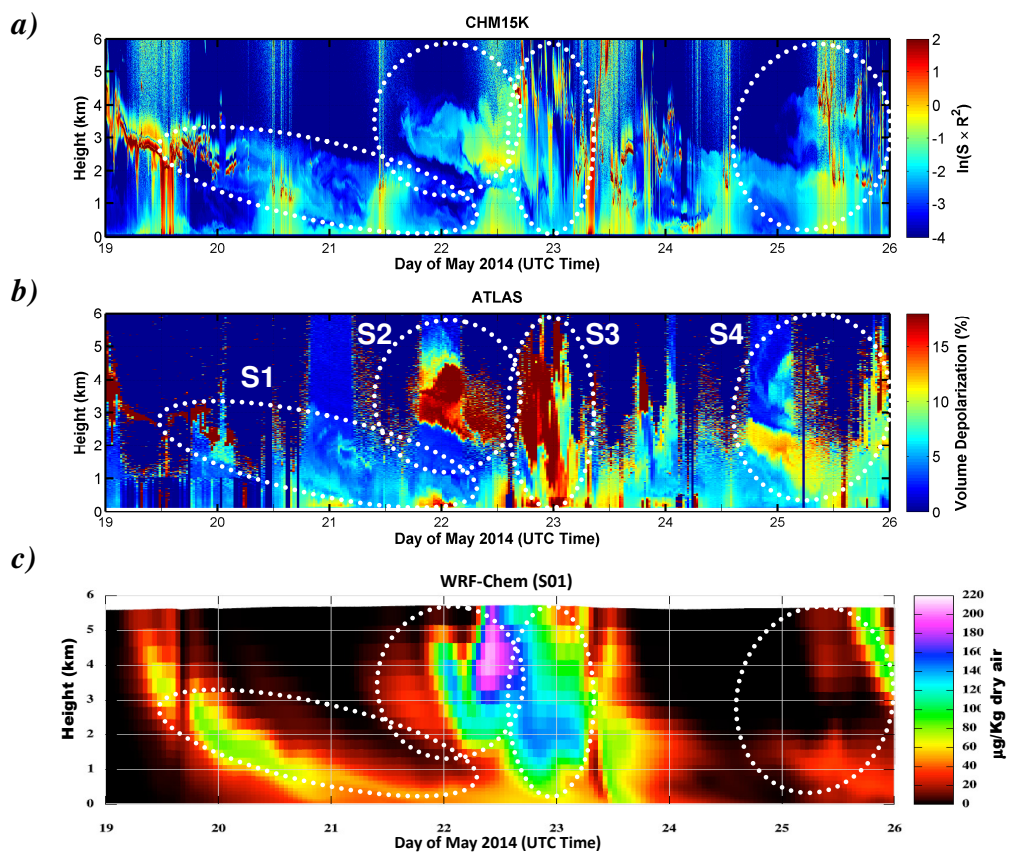 a)
CHM15K
Height (km)
6
5
4
3
2
1
0
19 20 21 22 23 24 25 26
Day of May 2014 (UTC Time)
2
1
0
-1
-2
-3
-4
ln(S × R²)
b)
ATLAS
Height (km)
6
5
4
3
2
1
0
S1
S2
S3
S4
19 20 21 22 23 24 25 26
Day of May 2014 (UTC Time)
15
10
5
0
Volume Depolarization (%)
c)
WRF-Chem (S01)
Height (km)
6
5
4
3
2
1
0
19 20 21 22 23 24 25 26
Day of May 2014 (UTC Time)
220
200
180
160
140
120
100
80
60
40
20
0
µg/Kg dry air